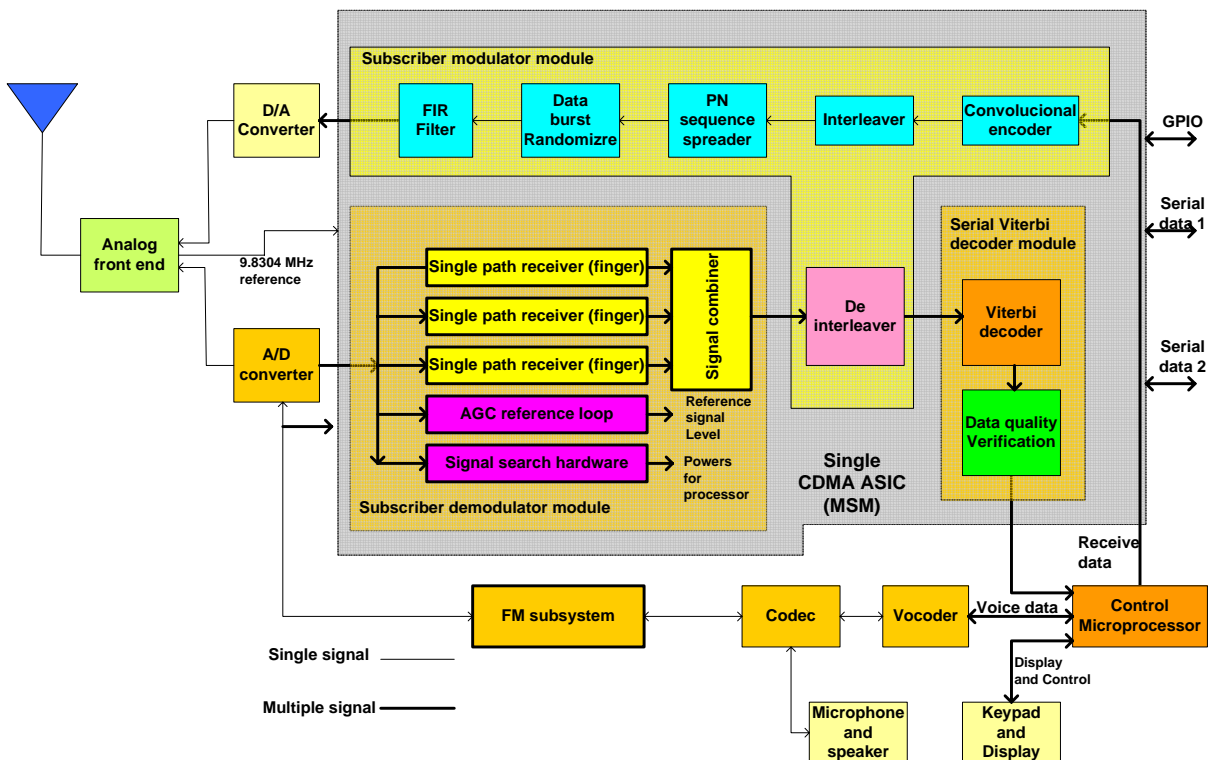 Subscriber modulator module
D/A
Converter
FIR
Filter
Data
burst
Randomizre
PN
sequence
spreader
Interleaver
Convolucional
encoder
GPIO
Serial
data 1
Serial
data 2
Analog
front end
9.8304 MHz
reference
A/D
converter
Single path receiver (finger)
Single path receiver (finger)
Single path receiver (finger)
AGC reference loop
Signal search hardware
Signal combiner
Reference
signal
Level
Powers
for
processor
Subscriber demodulator module
De
interleaver
Serial Viterbi
decoder module
Viterbi
decoder
Data quality
Verification
Single
CDMA ASIC
(MSM)
Receive
data
FM subsystem
Codec
Vocoder
Voice data
Control
Microprocessor
Single signal
Multiple signal
Display
and Control
Microphone
and
speaker
Keypad
and
Display